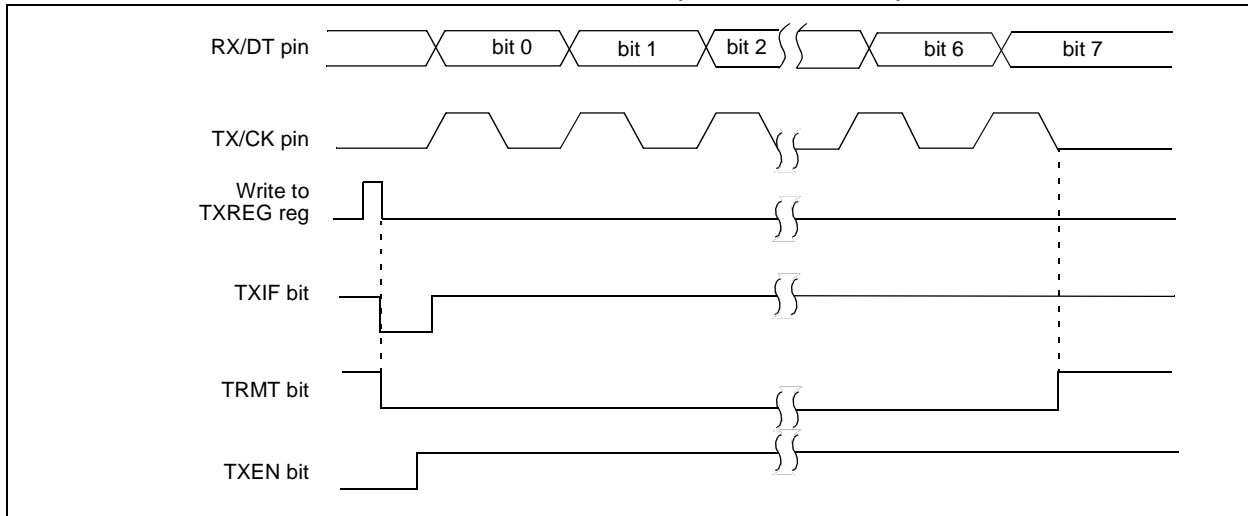 RX/DT pin
bit 0
bit 1
bit 2
bit 6
bit 7
TX/CK pin
Write to
TXREG reg
TXIF bit
TRMT bit
TXEN bit